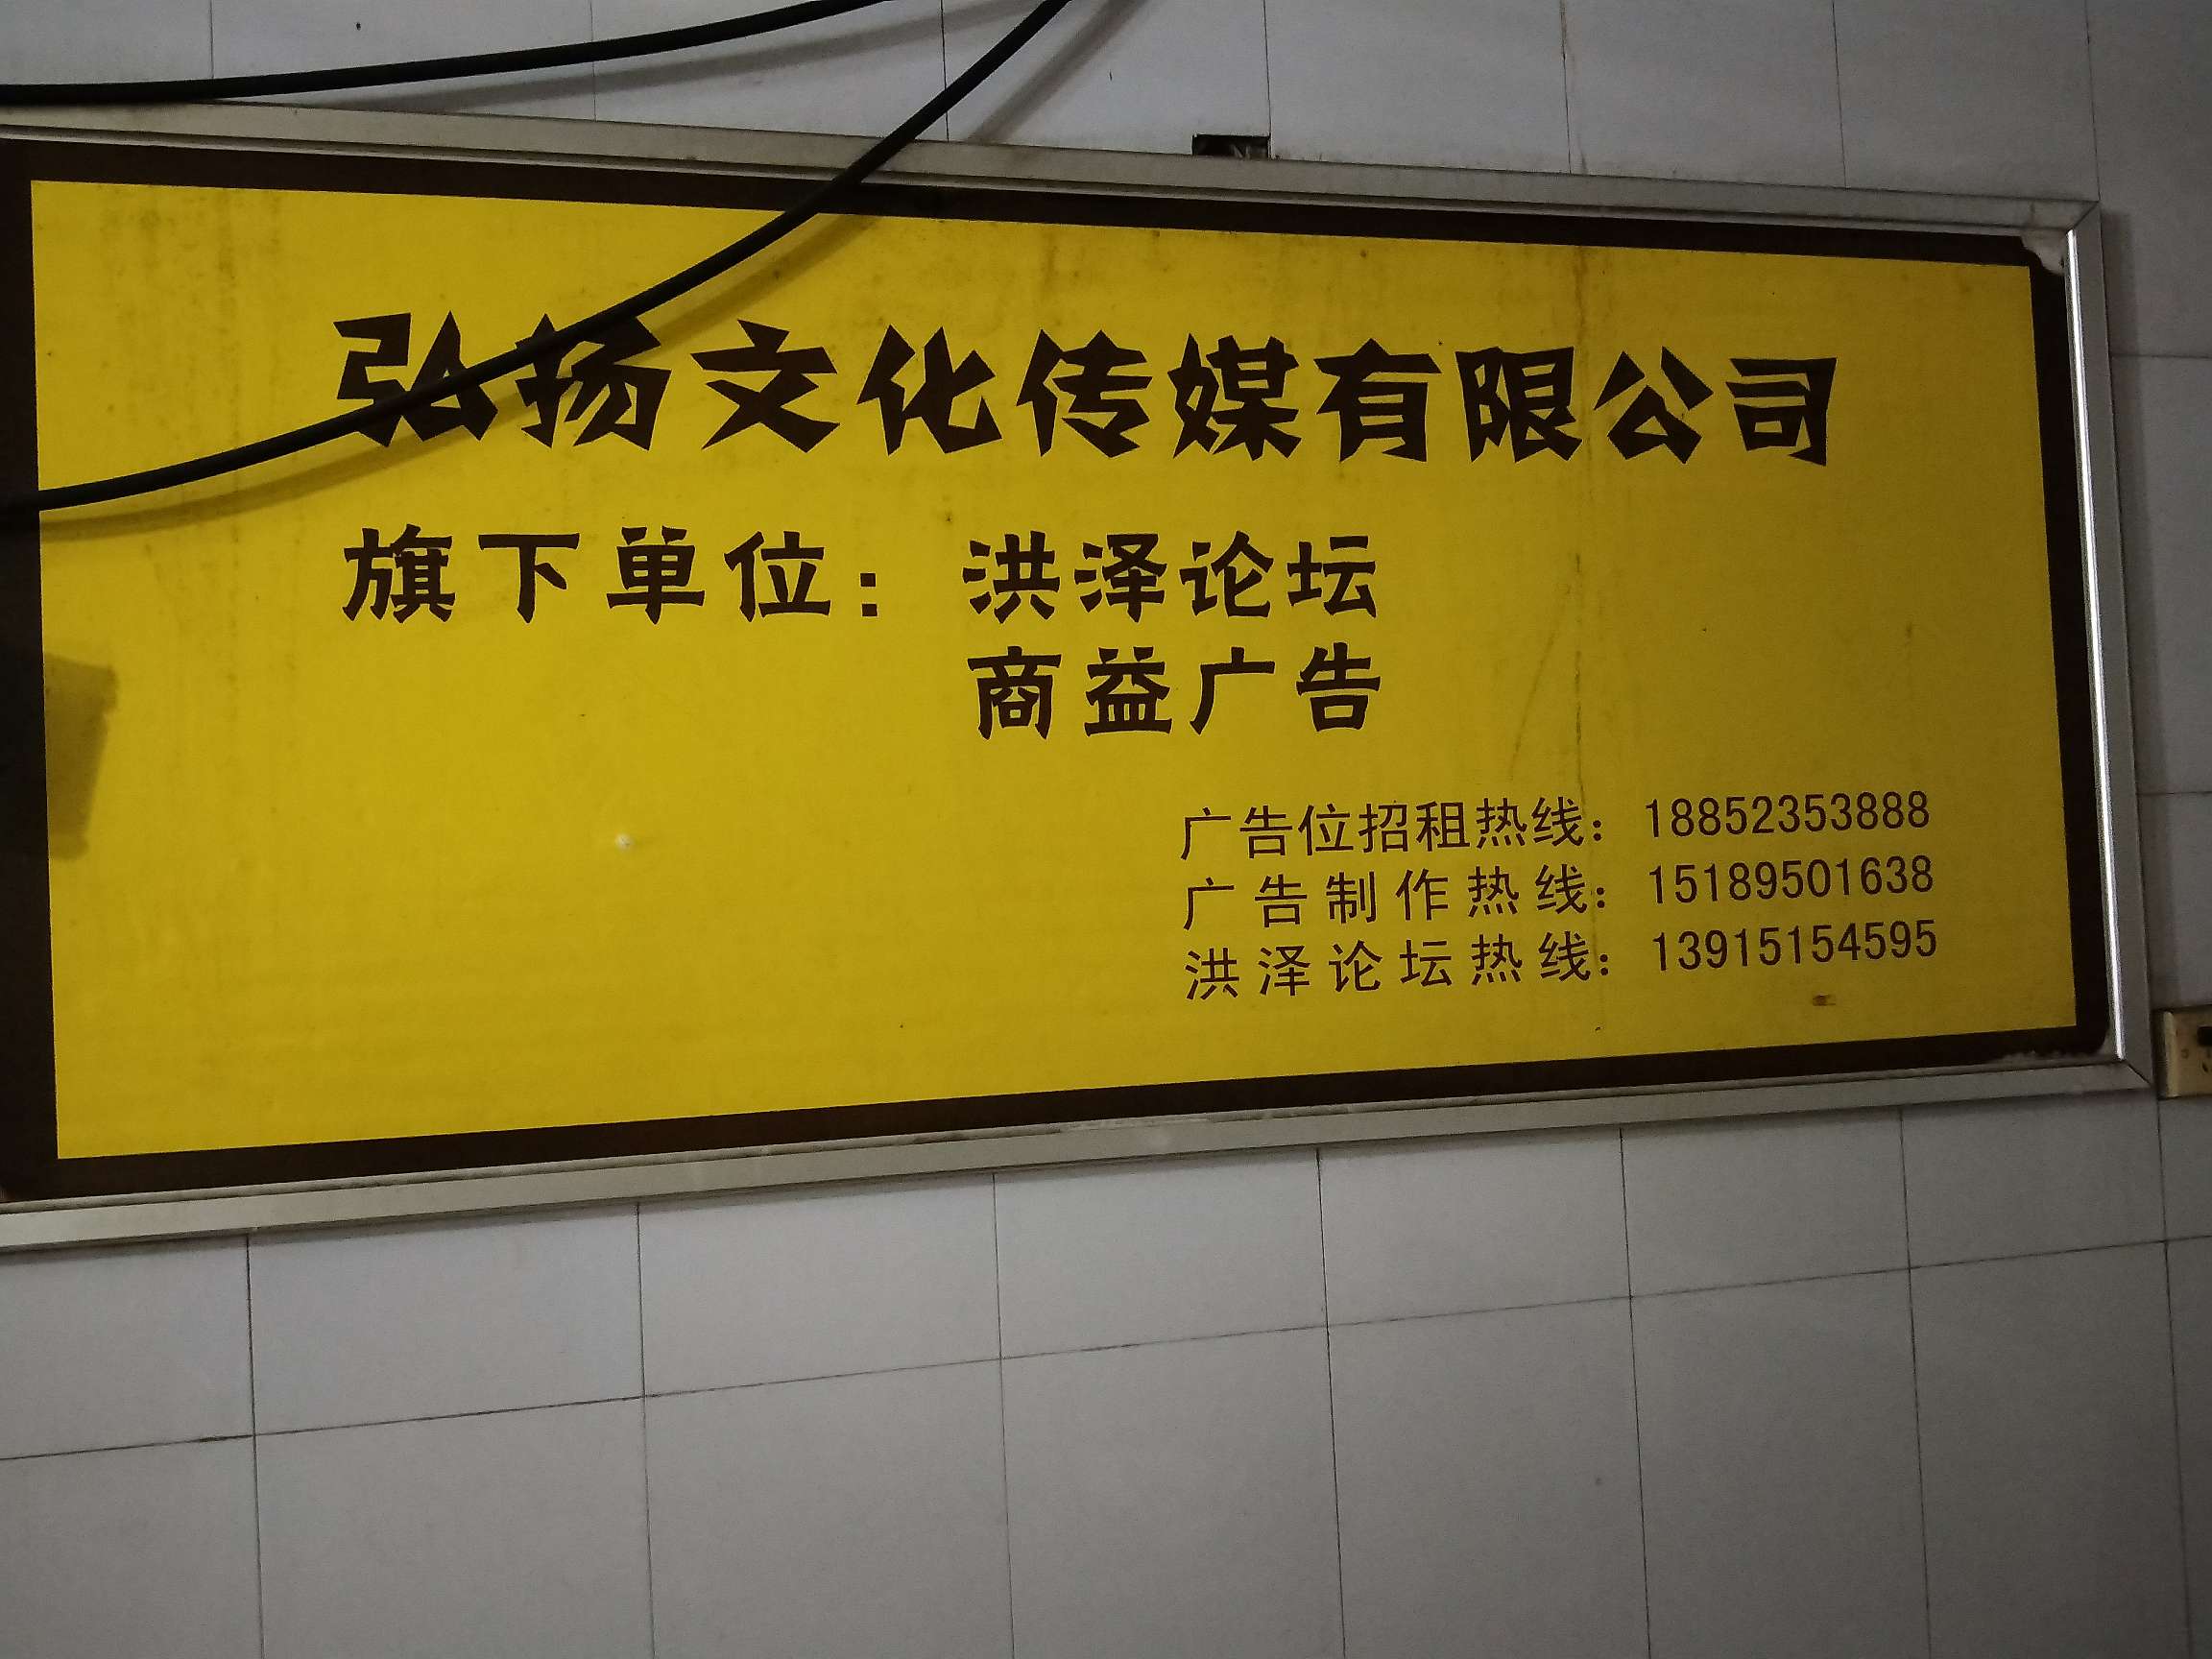 弘扬文化传媒有限公司
旗下单位：洪泽论坛
商益广告
广告位招租热线：18852353888
广告制作热线：15189501638
洪泽论坛热线：13915154595